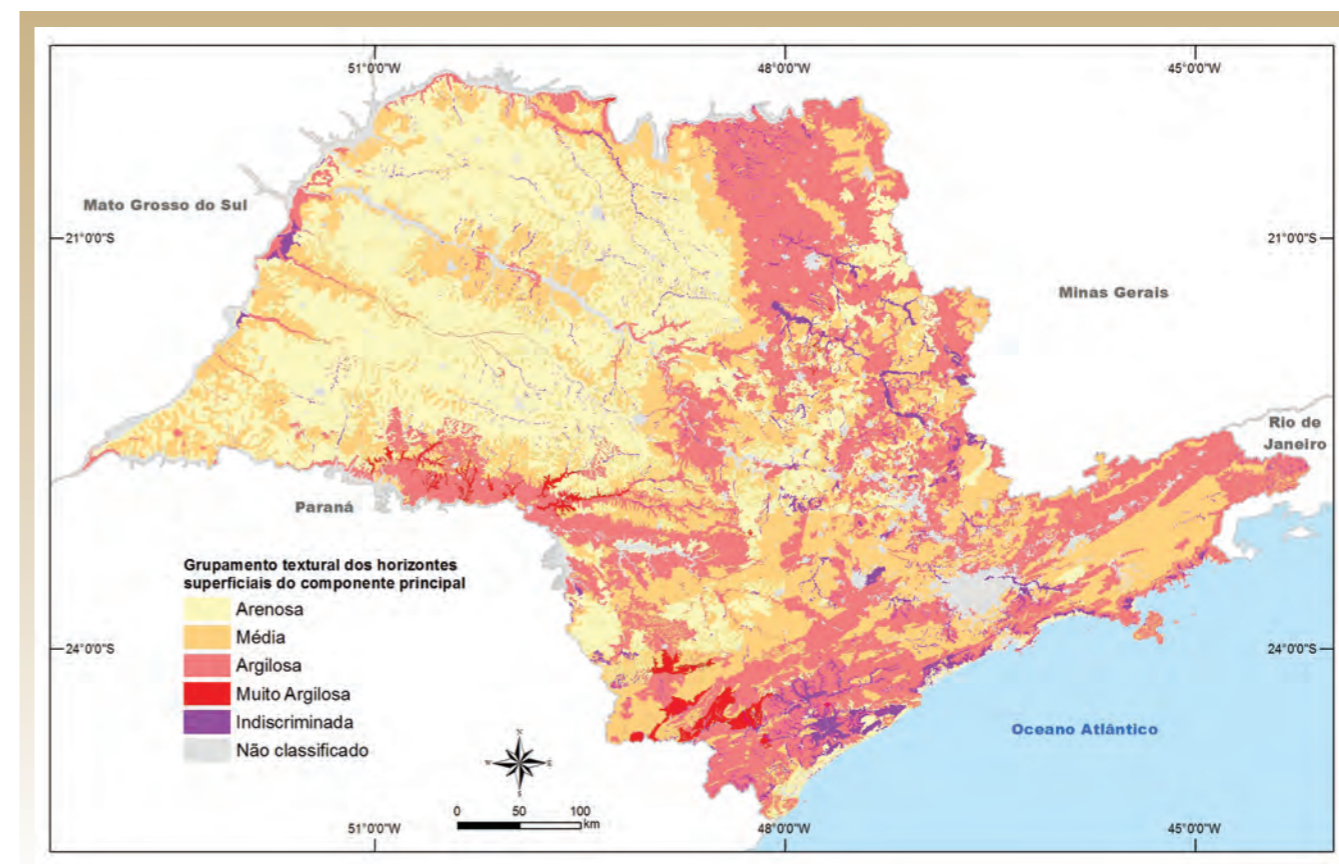 51°0'0"W
48°0'0"W
45°0'0"W
Mato Grosso do Sul
21°0'0"S
21°0'0"S
Minas Gerais
Rio de
Janeiro
Paraná
Grupamento textural dos horizontes
superficiais do componente principal
Arenosa
Média
Argilosa
Muito Argilosa
Indiscriminada
Não classificado
24°0'0"S
24°0'0"S
Oceano Atlântico
N
W
E
S
0 50 100
km
51°0'0"W
48°0'0"W
45°0'0"W